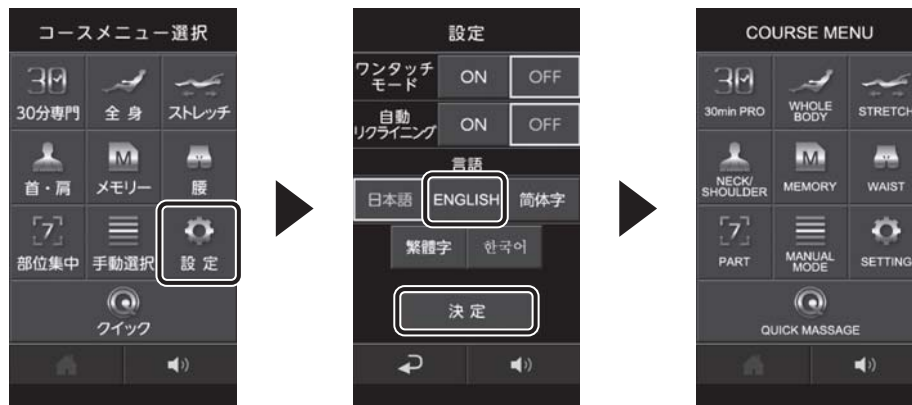 コースメニュー選択
30分専門 全身 ストレッチ
首・肩 M メモリー 腰
7 部位集中 手動選択 設定
クイック
設定
ワンタッチ
モード ON OFF
自動
リクライニング ON OFF
言語
日本語 ENGLISH 简体字
繁體字 한국어
決定
COURSE MENU
30
30min PRO WHOLE
BODY STRETCH
M
NECK/
SHOULDER MEMORY WAIST
7
PART MANUAL
MODE SETTING
QUICK MASSAGE